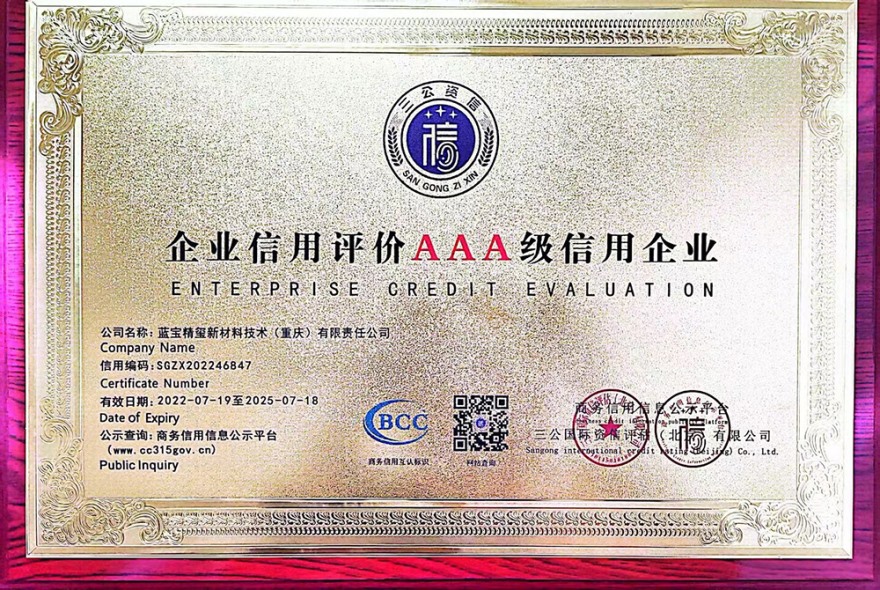 三公资信
SAN GONG ZI XIN
信
企业信用评价AAA级信用企业
ENTERPRISE CREDIT EVALUATION
公司名称：蓝宝精玺新材料技术（重庆）有限责任公司
Company Name
信用编码：SGZX202246847
Certificate Number
有效日期：2022-07-19至2025-07-18
Date of Expiry
公示查询：商务信用信息公示平台
（www.cc315gov.cn）
Public Inquiry
BCC
商务信用互认标识
扫码查询
商务信用信息公示平台
三公国际资信评估（北 ）有限公司
Sangong international credit rating (Beijing) Co., Ltd.
信